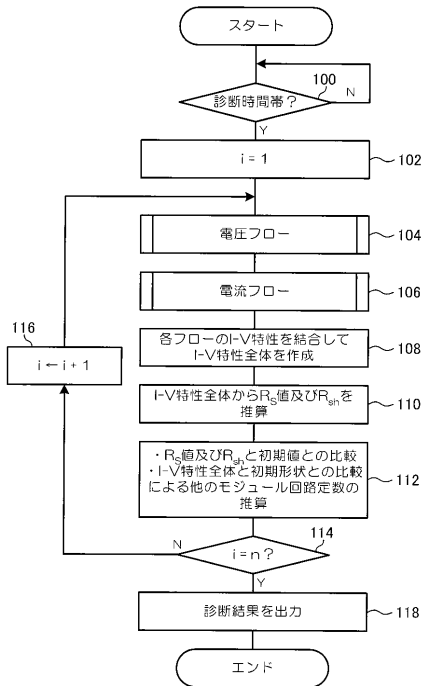 スタート
100
診断時間帯?
N
Y
i = 1
102
電圧フロー
104
電流フロー
106
116
i ← i + 1
各フローのI-V特性を結合して
I-V特性全体を作成
108
I-V特性全体からRS値及びRshを
推算
110
・RS値及びRshと初期値との比較
・I-V特性全体と初期形状との比較
による他のモジュール回路定数の
推算
112
N
114
i = n ?
Y
診断結果を出力
118
エンド